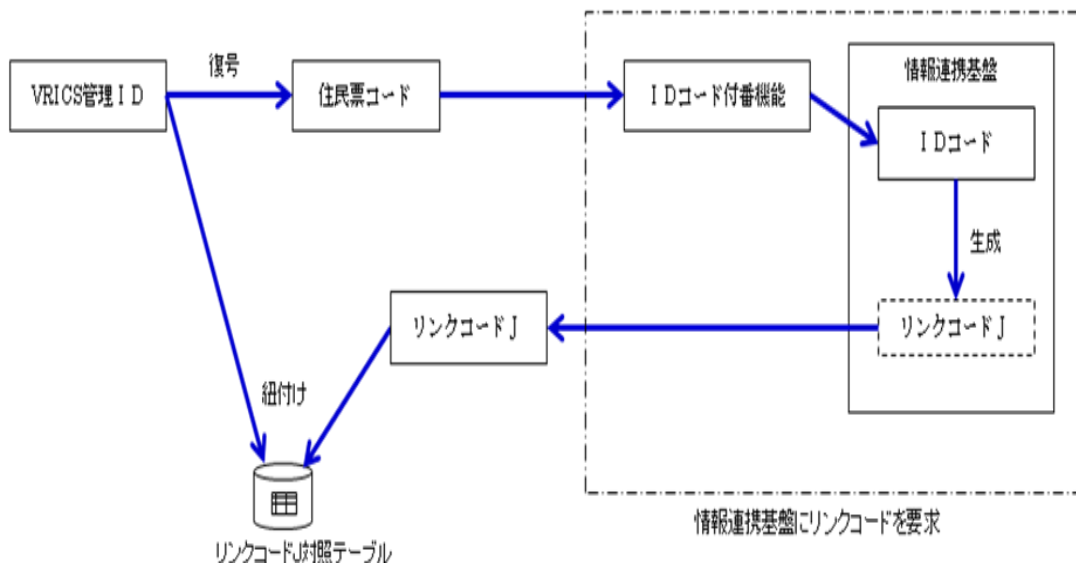 復号
情報連携基盤
VRICS管理ＩＤ
住民票コード
ＩＤコード付番機能
ＩＤコード
生成
リンクコードＪ
リンクコードＪ
紐付け
情報連携基盤にリンクコードを要求
リンクコードJ対照テーブル